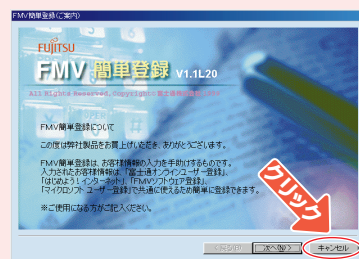 FMV簡単登録(ご案内)
FUJITSU
FMV 簡単登録 V1.1L20
All Rights Reserved,Copyright©
FMV簡単登録について
この度は弊社製品をお買上げいただき、ありがとうございます。
FMV簡単登録は、お客様情報の入力を手助けするものです。
入力されたお客様情報は、「富士通オンラインユーザー登録」、
「はじめよう!インターネット」、「FMVソフトウェア登録」、
「マイクロソフト ユーザー登録」で共通に使えるため簡単に登録できます。
※ご使用になる方がご記入ください。
クリック
<戻る(B)
次へ(N)>
キャンセル